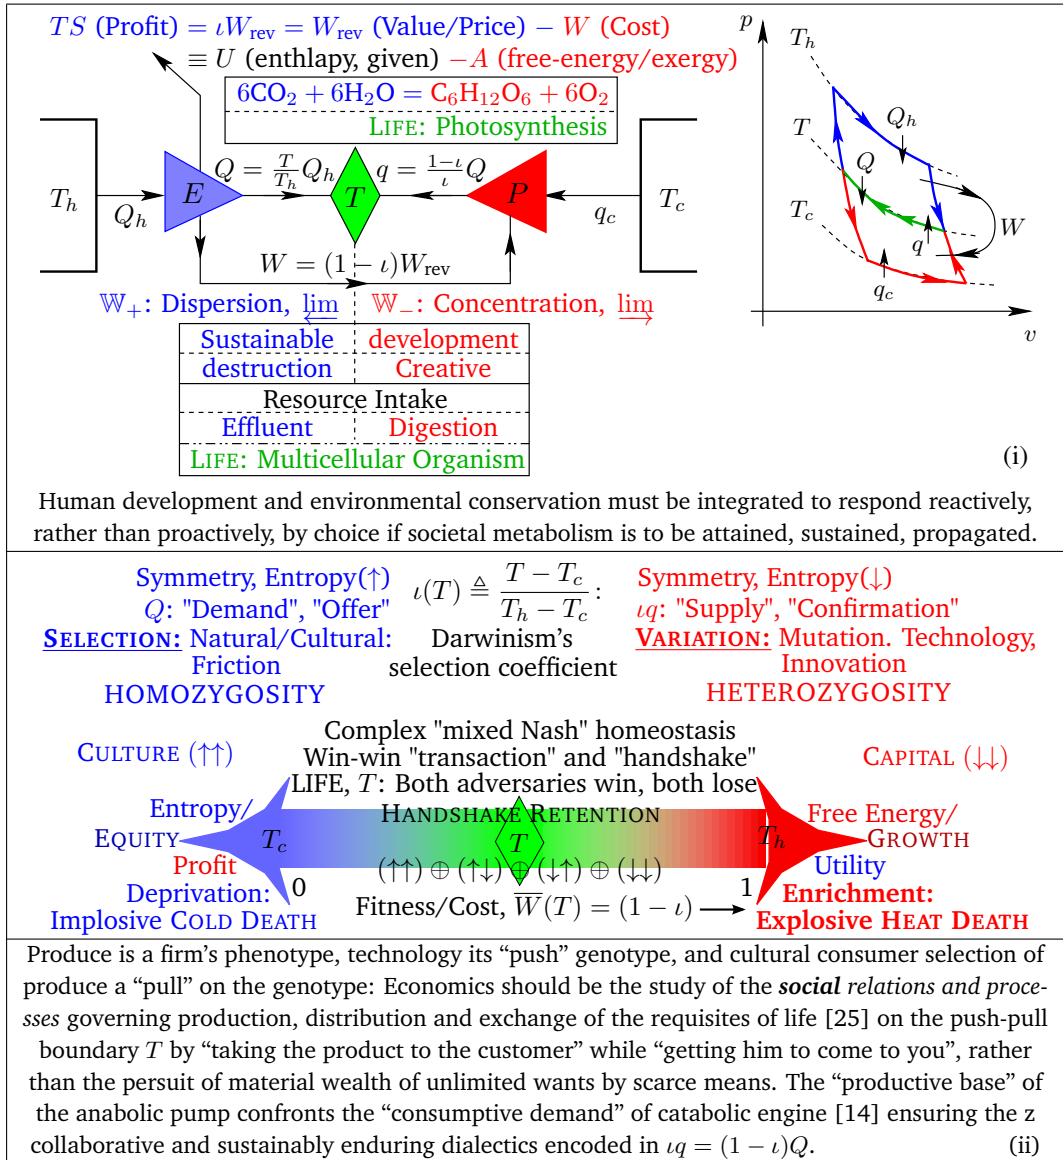 TS (Profit) = ιW_rev = W_rev (Value/Price) − W (Cost)
≡ U (enthlapy, given) −A (free-energy/exergy)
6CO₂ + 6H₂O = C₆H₁₂O₆ + 6O₂
LIFE: Photosynthesis
T_h
Q_h
E
Q = T/T_h Q_h
T
q = (1−ι)/ι Q
P
q_c
T_c
W = (1 − ι)W_rev
𝕎₊: Dispersion, lim ⟵
𝕎₋: Concentration, lim ⟶
Sustainable development
destruction Creative
Resource Intake
Effluent Digestion
LIFE: Multicellular Organism
p
T_h
Q_h
T
Q
T_c
q
W
q_c
v
(i)
Human development and environmental conservation must be integrated to respond reactively,
rather than proactively, by choice if societal metabolism is to be attained, sustained, propagated.
Symmetry, Entropy(↑)
Q: "Demand", "Offer"
SELECTION: Natural/Cultural:
Friction
HOMOZYGOSITY
ι(T) ≜ (T − T_c)/(T_h − T_c) :
Darwinism's
selection coefficient
Symmetry, Entropy(↓)
ιq: "Supply", "Confirmation"
VARIATION: Mutation. Technology,
Innovation
HETEROZYGOSITY
Complex "mixed Nash" homeostasis
Win-win "transaction" and "handshake"
LIFE, T: Both adversaries win, both lose
HANDSHAKE RETENTION
CULTURE (↑↑)
CAPITAL (↓↓)
Entropy/
EQUITY
Profit
Deprivation:
Implosive COLD DEATH
T_c
T
T_h
0
1
(↑↑) ⊕ (↑↓) ⊕ (↓↑) ⊕ (↓↓)
Fitness/Cost, W̅(T) = (1 − ι) ⟶
Free Energy/
GROWTH
Utility
Enrichment:
Explosive HEAT DEATH
Produce is a firm's phenotype, technology its “push” genotype, and cultural consumer selection of
produce a “pull” on the genotype: Economics should be the study of the social relations and proce-
sses governing production, distribution and exchange of the requisites of life [25] on the push-pull
boundary T by “taking the product to the customer” while “getting him to come to you”, rather
than the persuit of material wealth of unlimited wants by scarce means. The “productive base” of
the anabolic pump confronts the “consumptive demand” of catabolic engine [14] ensuring the z
collaborative and sustainably enduring dialectics encoded in ιq = (1 − ι)Q. (ii)